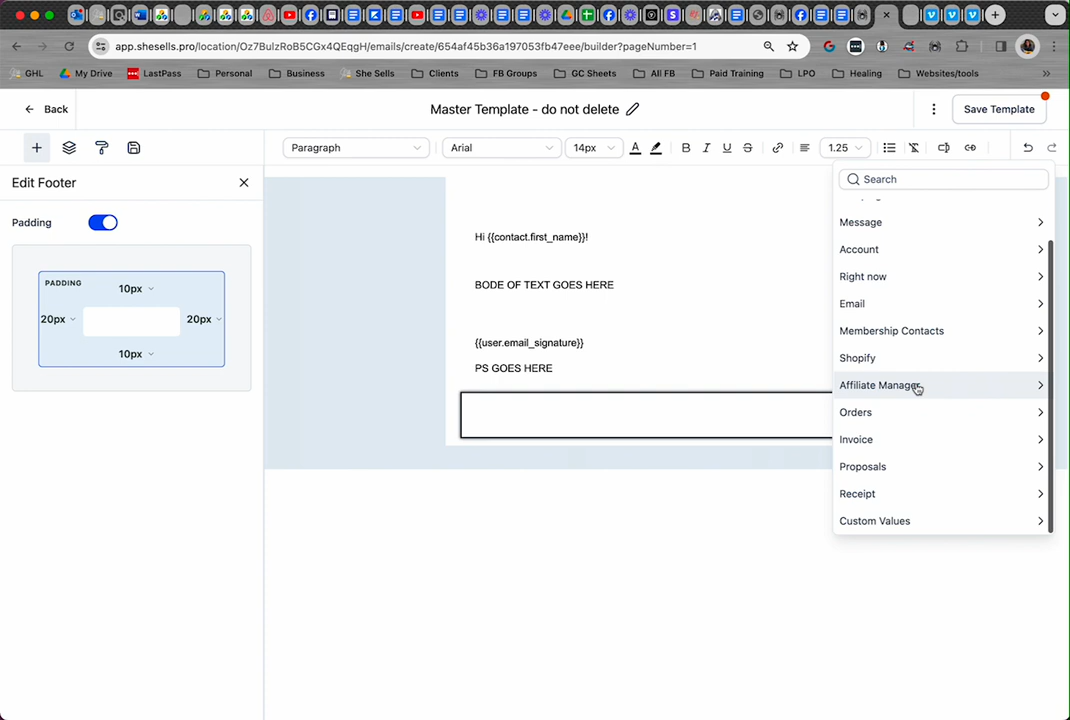 app.shesells.pro/location/Oz7BulzRoB5CGx4QEqgH/emails/create/654af45b36a197053fb47eee/builder?pageNumber=1
GHL
My Drive
LastPass
Personal
Business
She Sells
Clients
FB Groups
GC Sheets
All FB
Paid Training
LPO
Healing
Websites/tools
Back
Master Template - do not delete
Save Template
Paragraph
Arial
14px
1.25
Edit Footer
Search
Padding
Message
Hi {{contact.first_name}}!
Account
PADDING
10px
Right now
BODE OF TEXT GOES HERE
Email
20px
20px
Membership Contacts
{{user.email_signature}}
10px
Shopify
PS GOES HERE
Affiliate Manager
Orders
Invoice
Proposals
Receipt
Custom Values